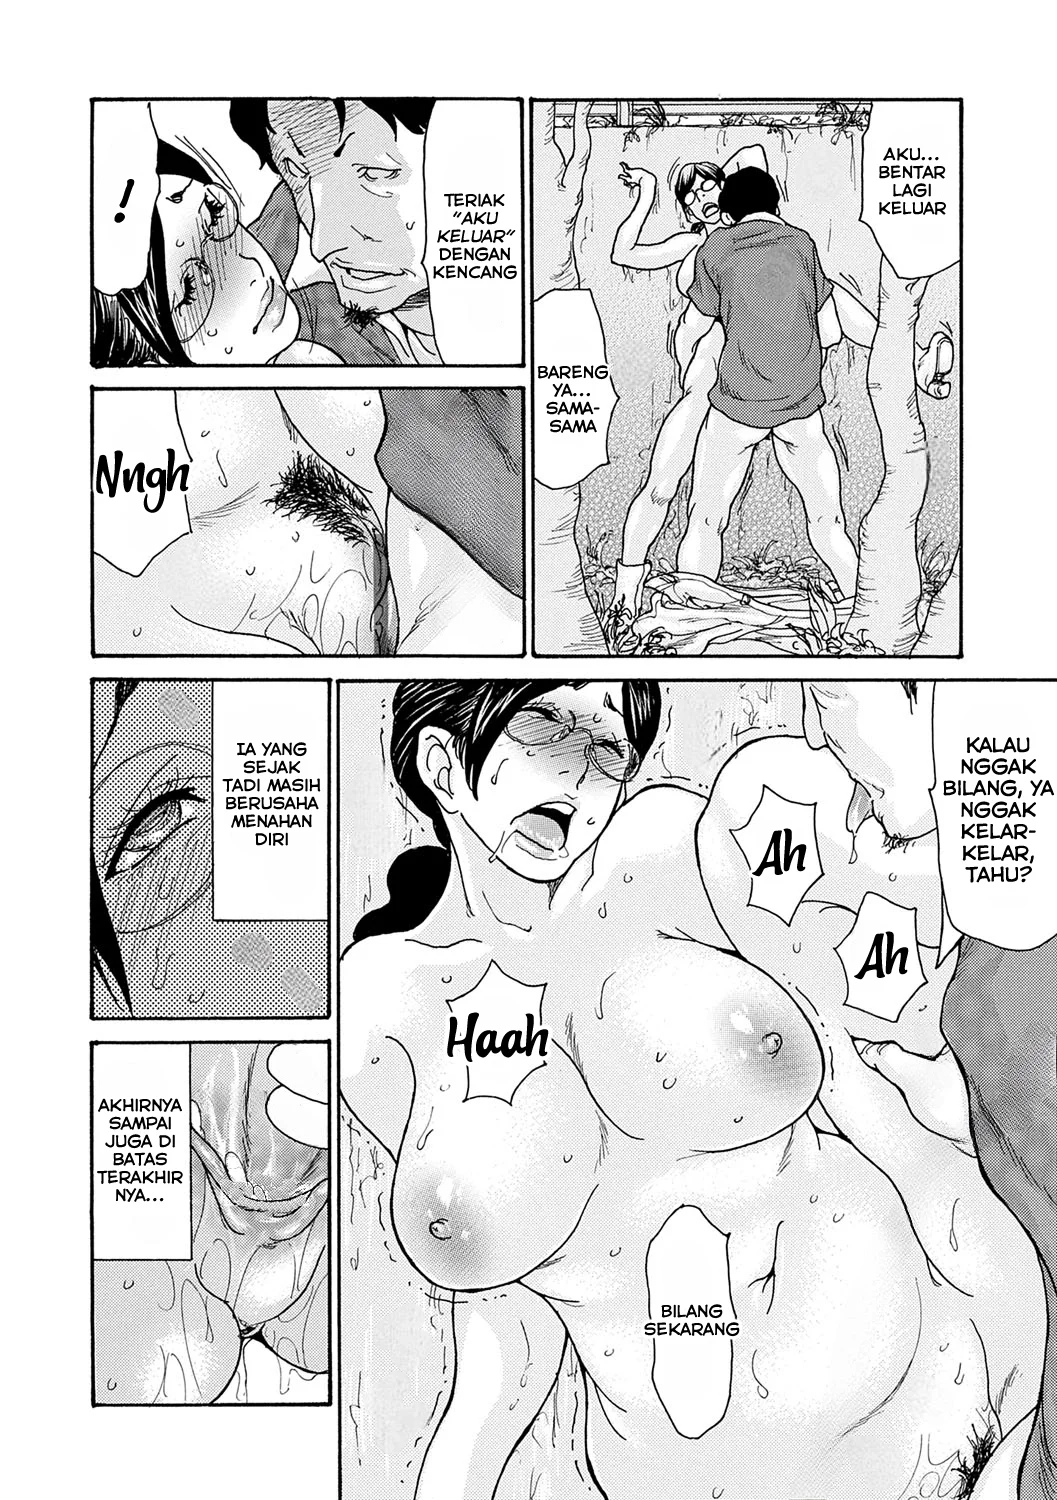 AKU...
BENTAR
LAGI
KELUAR
BARENG
YA...
SAMA-
SAMA
TERIAK
"AKU
KELUAR"
DENGAN
KENCANG
!
Nngh
KALAU
NGGAK
BILANG, YA
NGGAK
KELAR-
KELAR,
TAHU?
Ah
Ah
Haah
BILANG
SEKARANG
IA YANG
SEJAK
TADI MASIH
BERUSAHA
MENAHAN
DIRI
AKHIRNYA
SAMPAI
JUGA DI
BATAS
TERAKHIR
NYA...